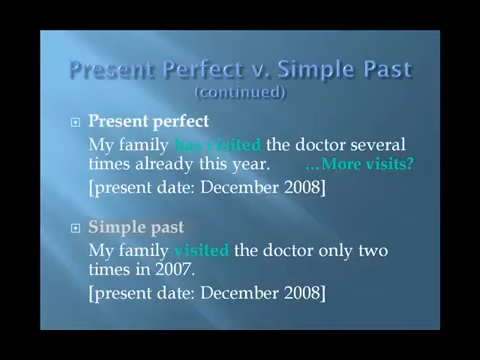 Present Perfect v. Simple Past
(continued)
Present perfect
My family has visited the doctor several
times already this year. ...More visits?
[present date: December 2008]
Simple past
My family visited the doctor only two
times in 2007.
[present date: December 2008]